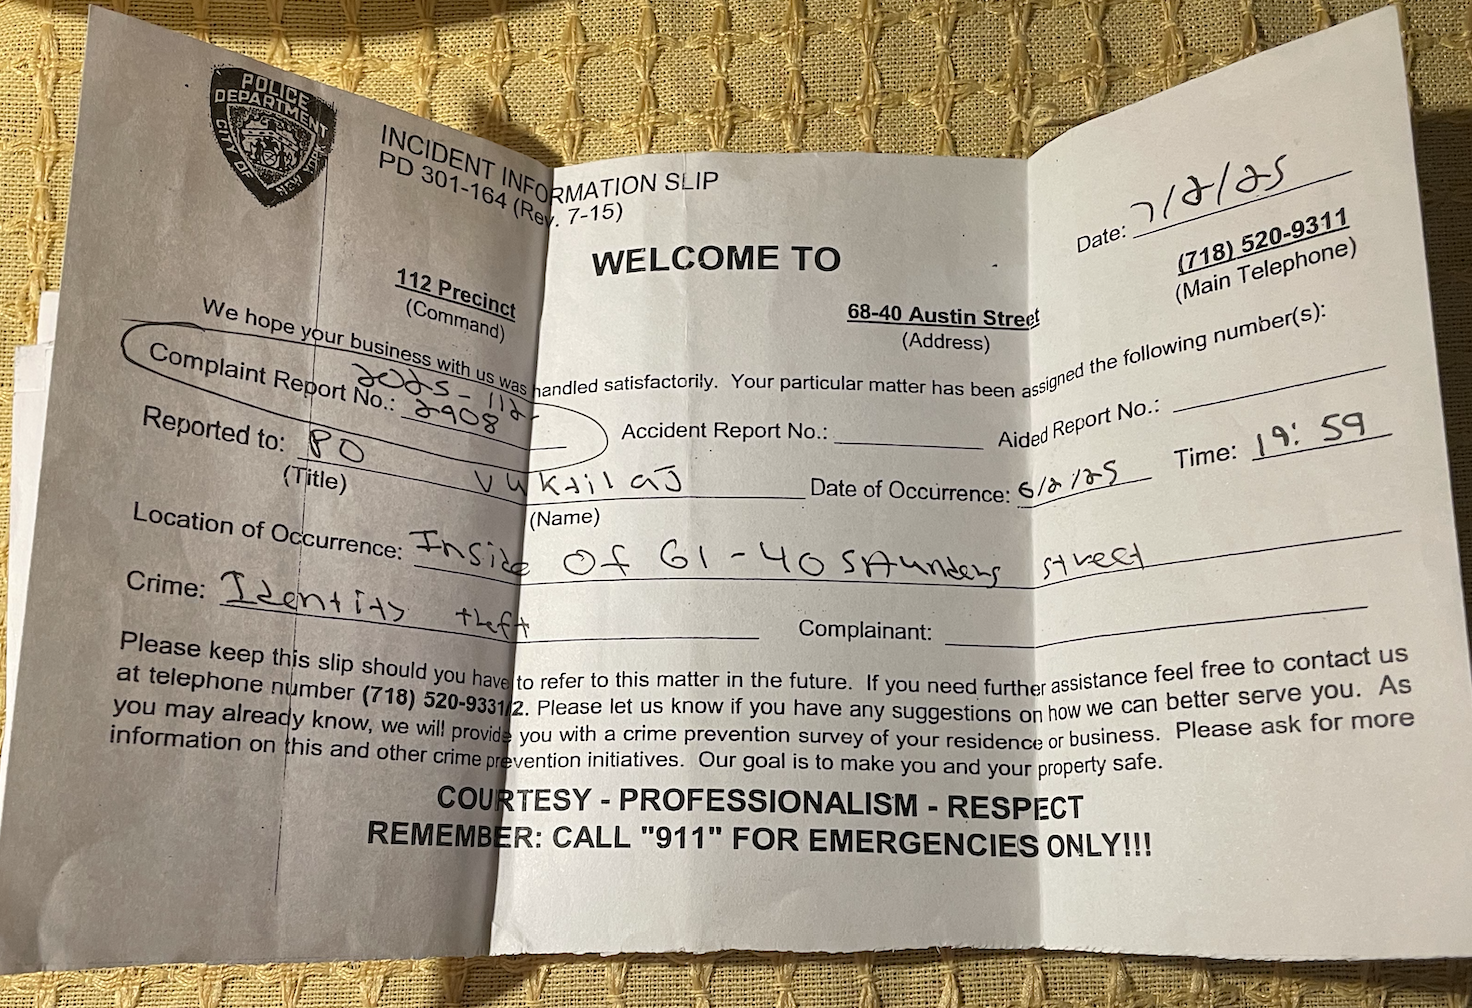 POLICE
DEPARTMENT
CITY OF
NEW YORK
INCIDENT INFORMATION SLIP
PD 301-164 (Rev. 7-15)
Date: 7/2/25
WELCOME TO
112 Precinct
(Command)
68-40 Austin Street
(Address)
(718) 520-9311
(Main Telephone)
We hope your business with us was handled satisfactorily. Your particular matter has been assigned the following number(s):
Complaint Report No.: 2025-112-
2908
Accident Report No.:
Aided Report No.:
Reported to: PO
(Title)
(Name)
Date of Occurrence: 6/2/25 Time: 19:59
Location of Occurrence: Inside of 61-40 Saunders street
Crime: Identity theft
Complainant:
Please keep this slip should you have to refer to this matter in the future. If you need further assistance feel free to contact us
at telephone number (718) 520-9331/2. Please let us know if you have any suggestions on how we can better serve you. As
you may already know, we will provide you with a crime prevention survey of your residence or business. Please ask for more
information on this and other crime prevention initiatives. Our goal is to make you and your property safe.
COURTESY - PROFESSIONALISM - RESPECT
REMEMBER: CALL "911" FOR EMERGENCIES ONLY!!!